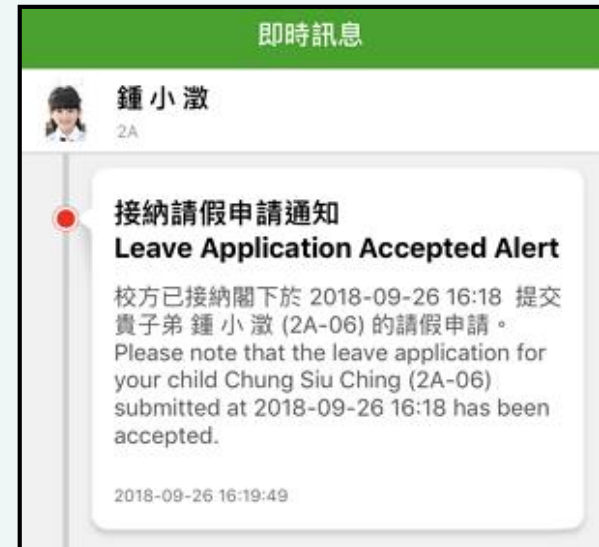 即時訊息
鍾小澂
2A
接納請假申請通知
Leave Application Accepted Alert
校方已接納閣下於 2018-09-26 16:18 提交
貴子弟 鍾 小 澂 (2A-06) 的請假申請。
Please note that the leave application for
your child Chung Siu Ching (2A-06)
submitted at 2018-09-26 16:18 has been
accepted.
2018-09-26 16:19:49